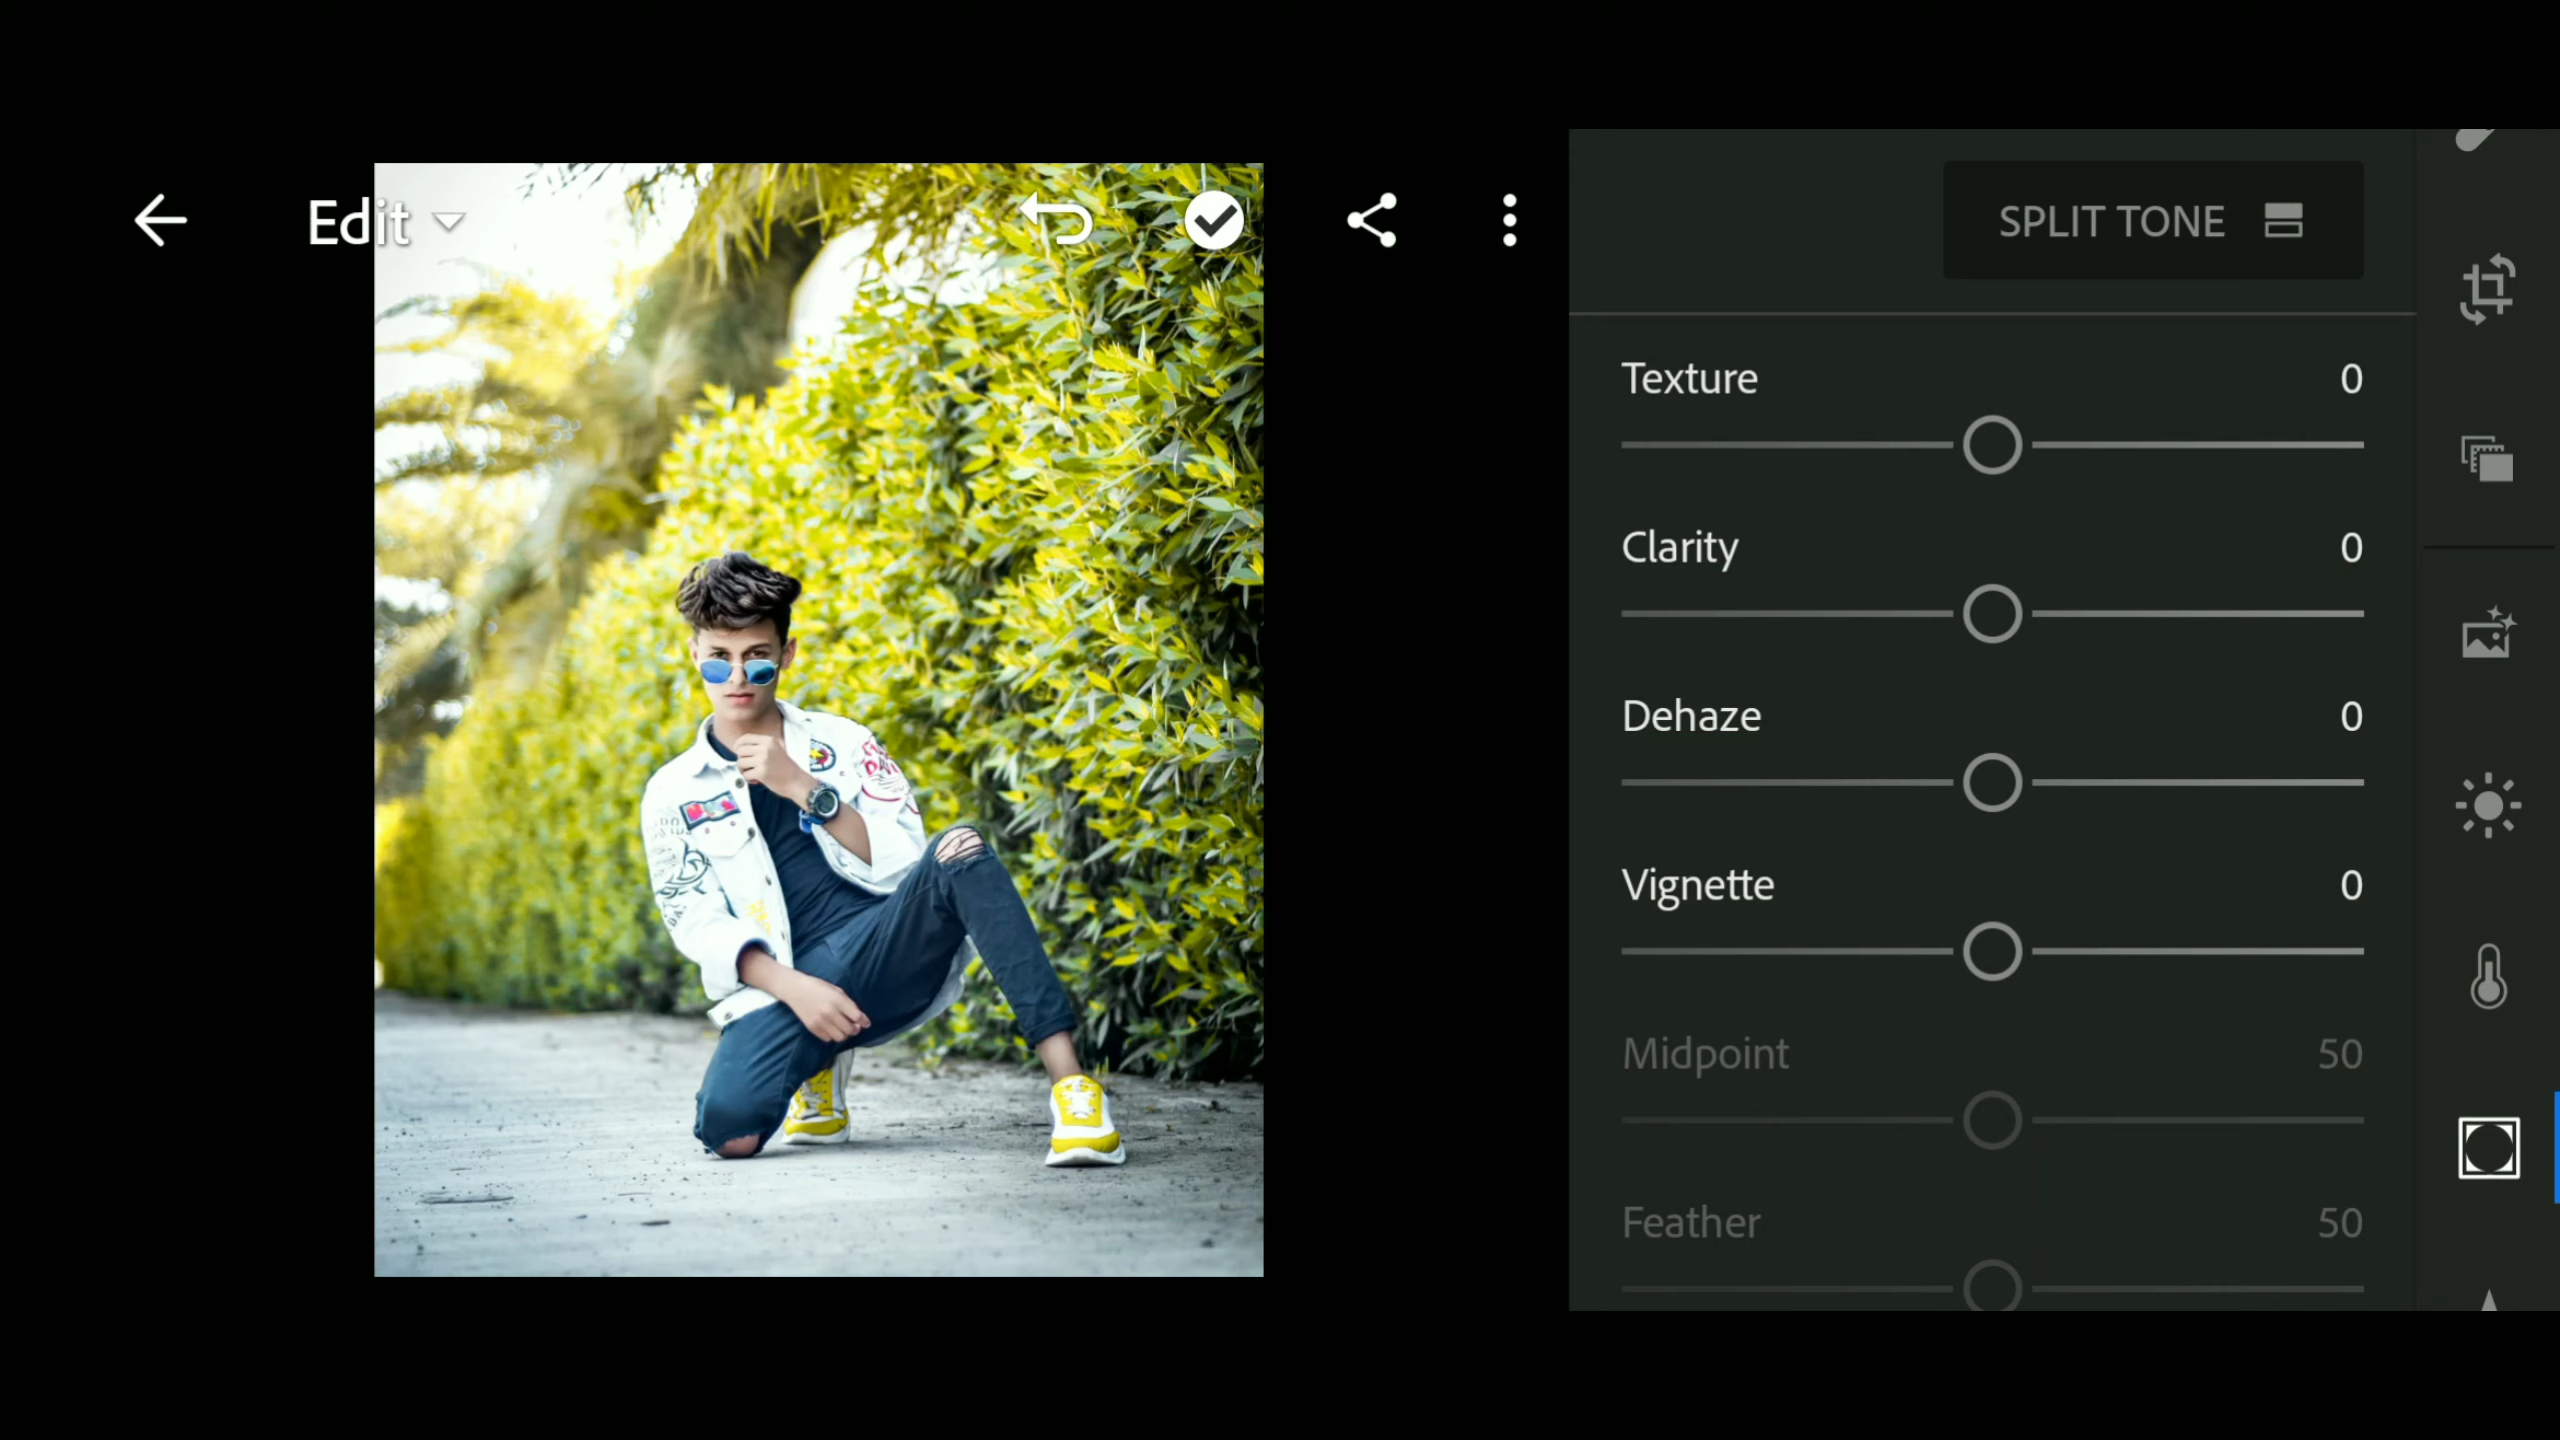 Edit
SPLIT TONE
Texture 0
Clarity 0
Dehaze 0
Vignette 0
Midpoint 50
Feather 50